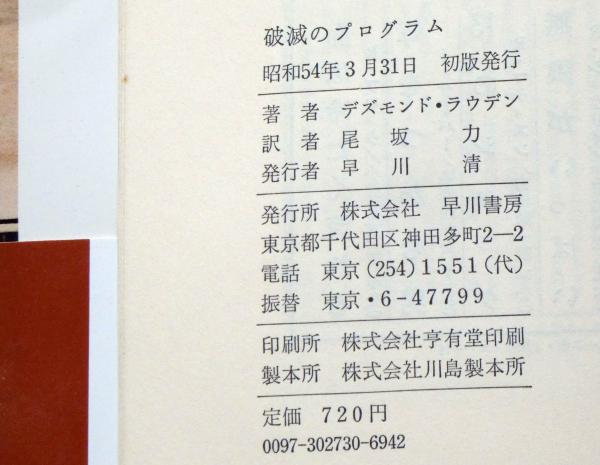 破滅のプログラム
昭和54年3月31日 初版発行
著者 デズモンド・ラウデン
訳者 尾坂 力
発行者 早川 清
発行所 株式会社 早川書房
東京都千代田区神田多町2—2
電話 東京(254)1551(代)
振替 東京・6-47799
印刷所 株式会社亨有堂印刷
製本所 株式会社川島製本所
定価 720円
0097-302730-6942